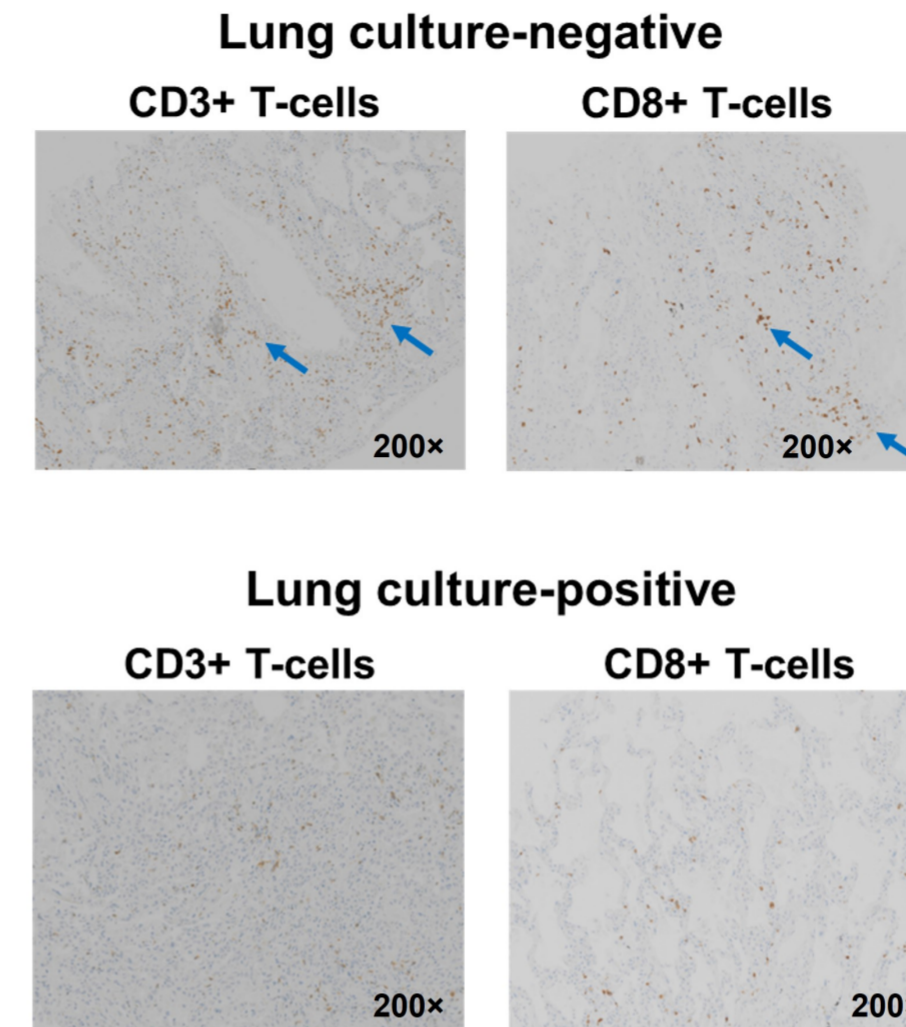 Lung culture-negative
CD3+ T-cells CD8+ T-cells
200× 200×
Lung culture-positive
CD3+ T-cells CD8+ T-cells
200× 200